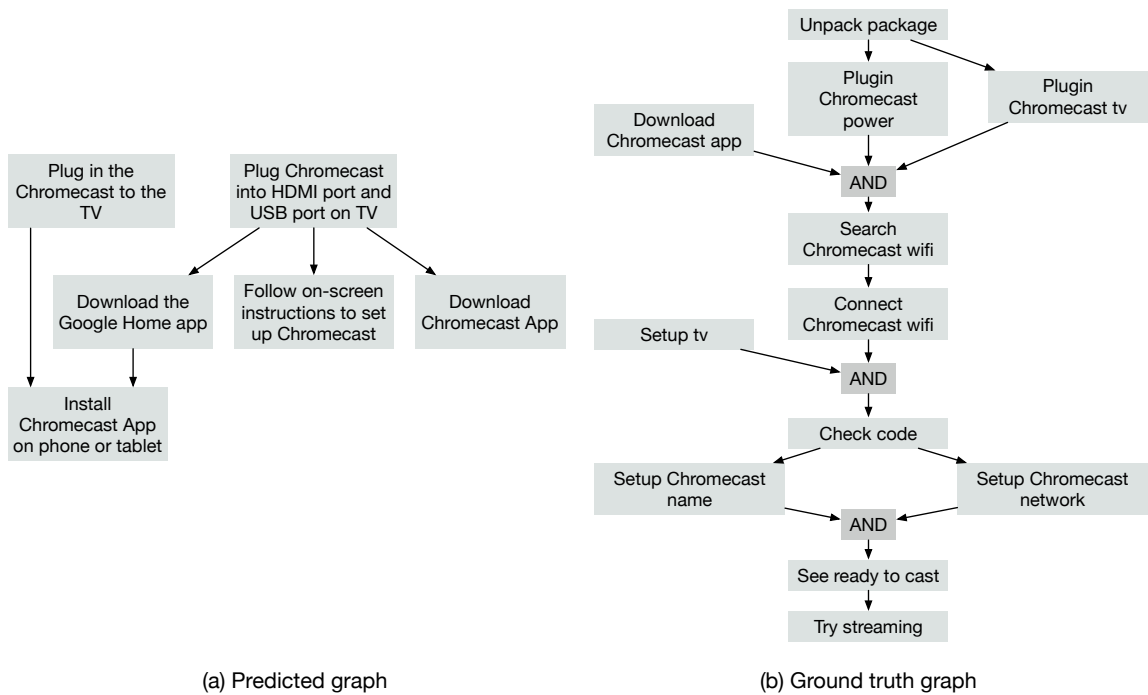 Plug in the
Chromecast to the
TV
Plug Chromecast
into HDMI port and
USB port on TV
Download the
Google Home app
Follow on-screen
instructions to set
up Chromecast
Download
Chromecast App
Install
Chromecast App
on phone or tablet
(a) Predicted graph
Unpack package
Plugin
Chromecast
power
Plugin
Chromecast tv
Download
Chromecast app
AND
Search
Chromecast wifi
Connect
Chromecast wifi
Setup tv
AND
Check code
Setup Chromecast
name
Setup Chromecast
network
AND
See ready to cast
Try streaming
(b) Ground truth graph